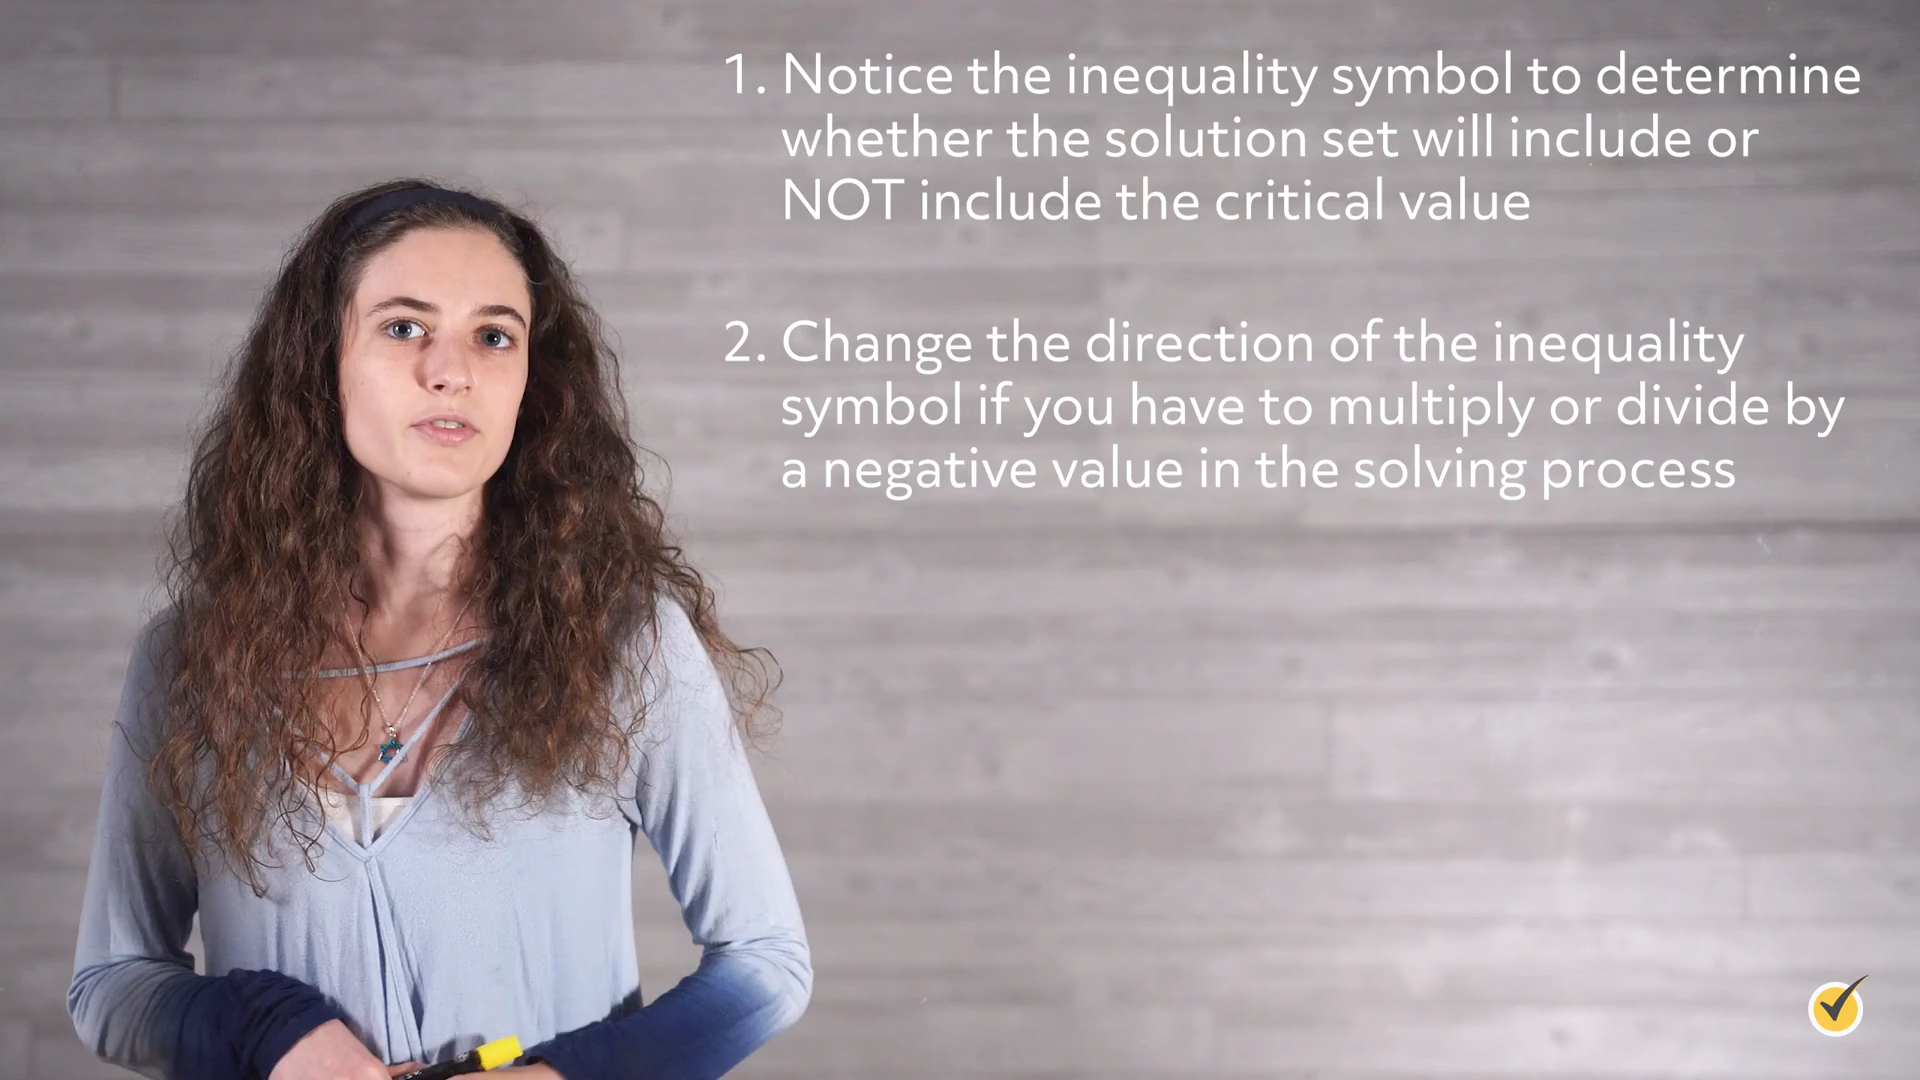 1. Notice the inequality symbol to determine
whether the solution set will include or
NOT include the critical value
2. Change the direction of the inequality
symbol if you have to multiply or divide by
a negative value in the solving process